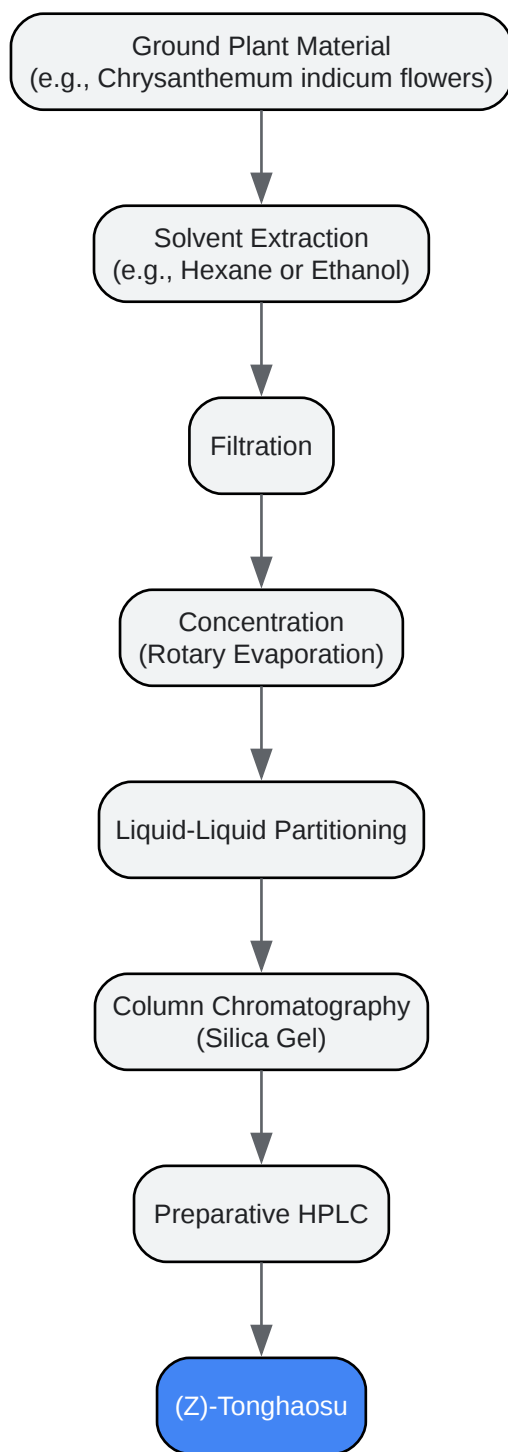 Ground Plant Material
(e.g., Chrysanthemum indicum flowers)
Solvent Extraction
(e.g., Hexane or Ethanol)
Filtration
Concentration
(Rotary Evaporation)
Liquid-Liquid Partitioning
Column Chromatography
(Silica Gel)
Preparative HPLC
(Z)-Tonghaosu